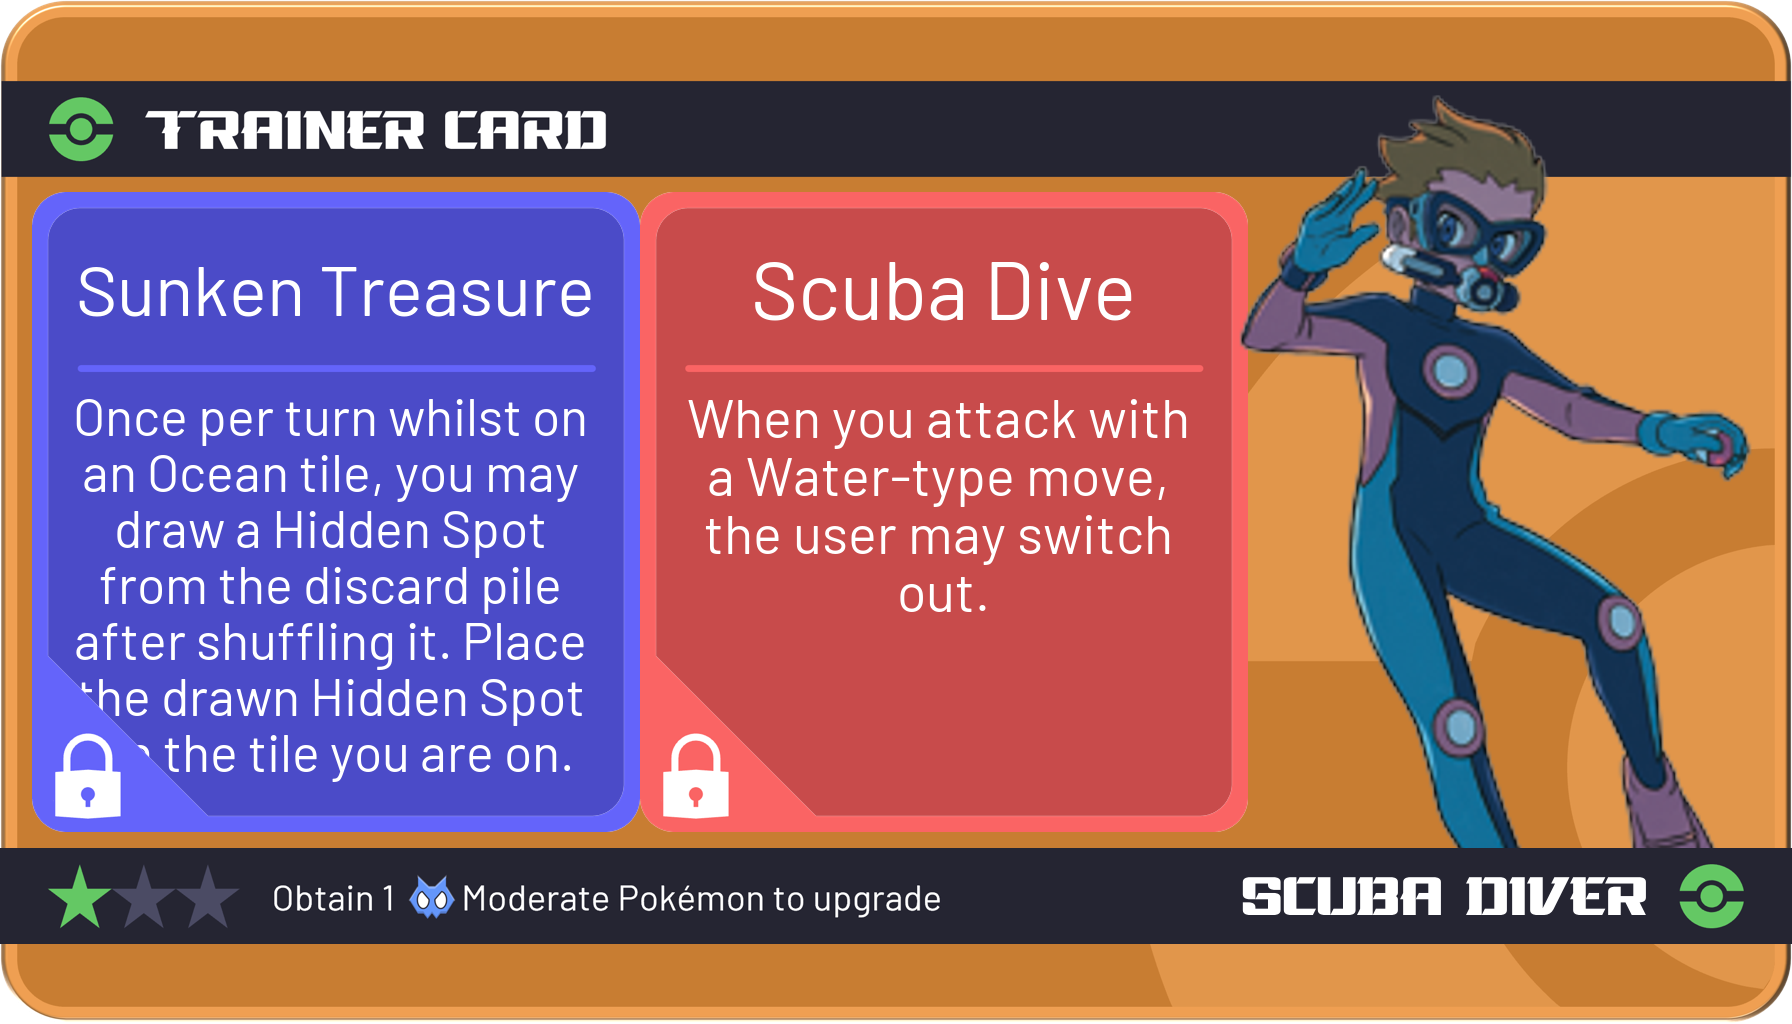 TRAINER CARD
Sunken Treasure
Once per turn whilst on
an Ocean tile, you may
draw a Hidden Spot
from the discard pile
after shuffling it. Place
the drawn Hidden Spot
the tile you are on.
Scuba Dive
When you attack with
a Water-type move,
the user may switch
out.
Obtain 1 Moderate Pokémon to upgrade
SCUBA DIVER